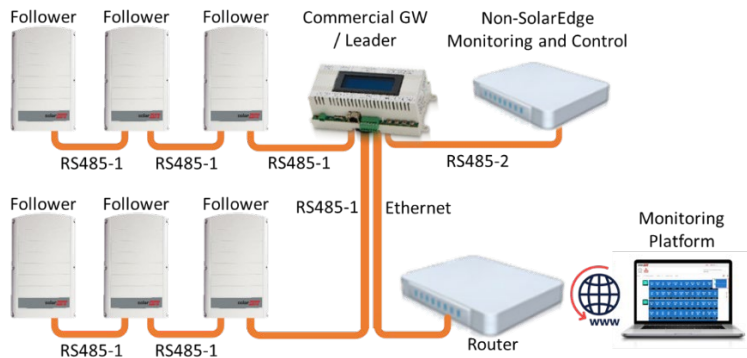 Follower
Follower
Follower
Commercial GW
/ Leader
Non-SolarEdge
Monitoring and Control
RS485-1
RS485-1
RS485-1
RS485-2
Follower
Follower
Follower
RS485-1
Ethernet
Monitoring
Platform
www
RS485-1
RS485-1
Router